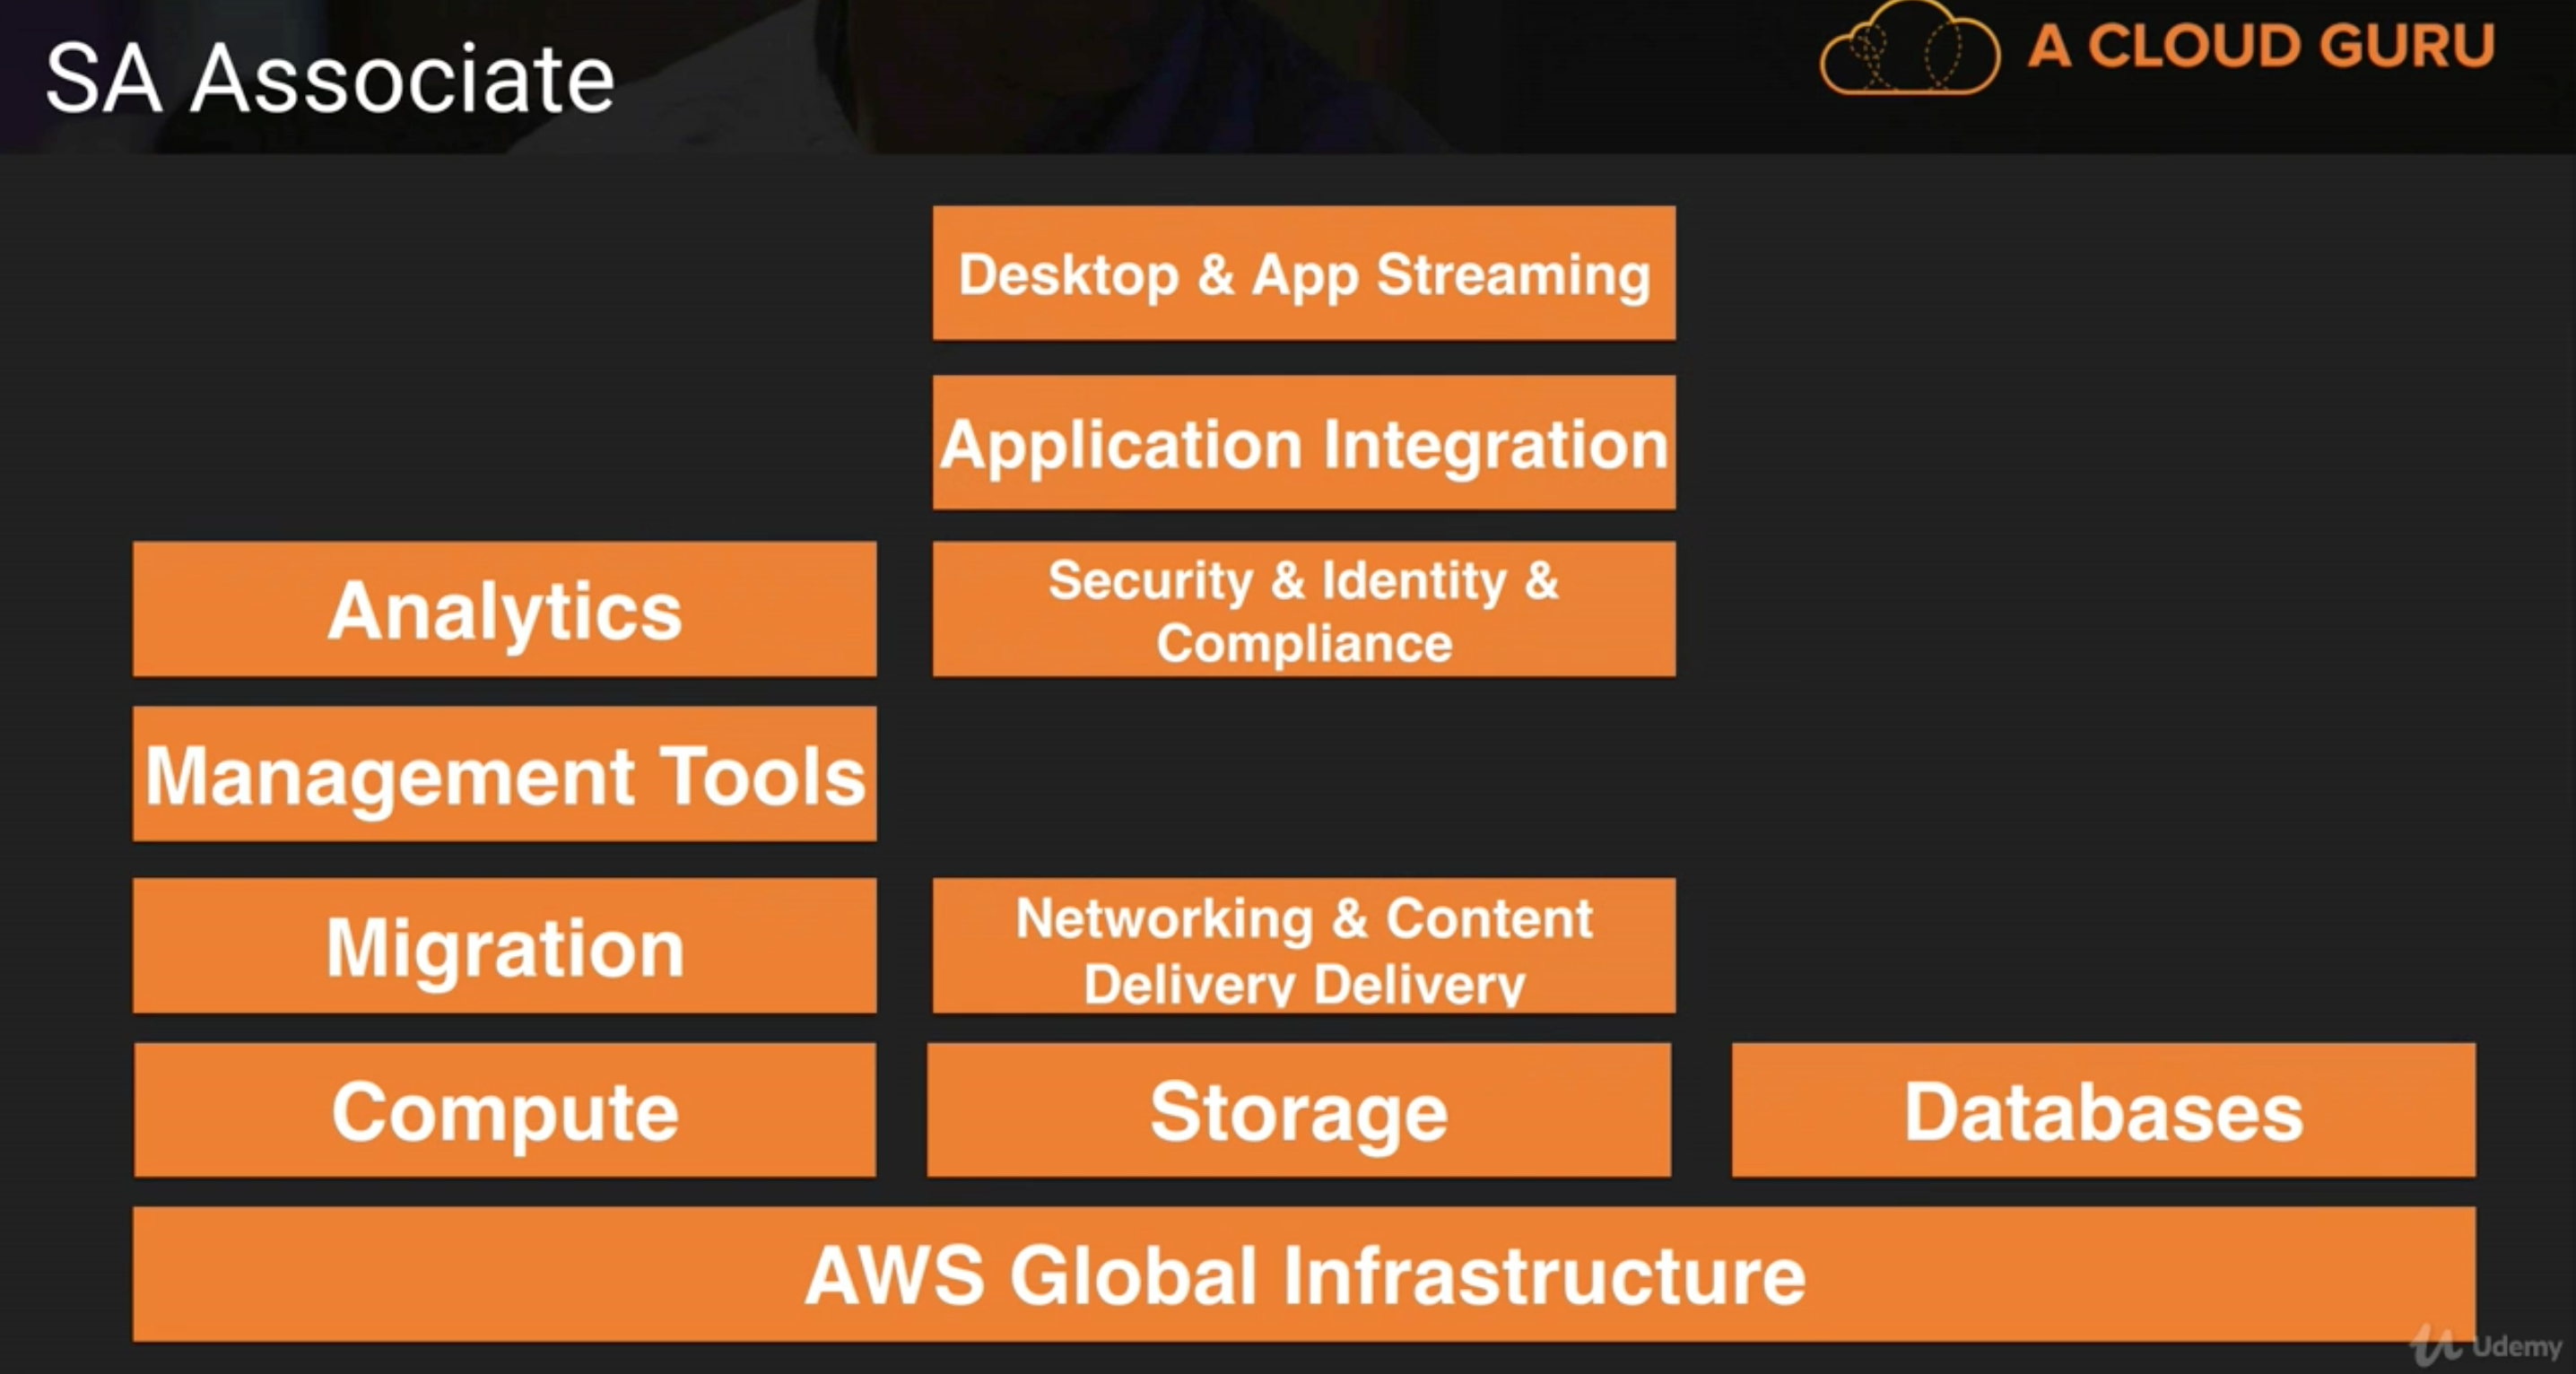 SA Associate
A CLOUD GURU
Desktop & App Streaming
Application Integration
Analytics
Security & Identity &
Compliance
Management Tools
Migration
Networking & Content
Delivery Delivery
Compute
Storage
Databases
AWS Global Infrastructure
Udemy